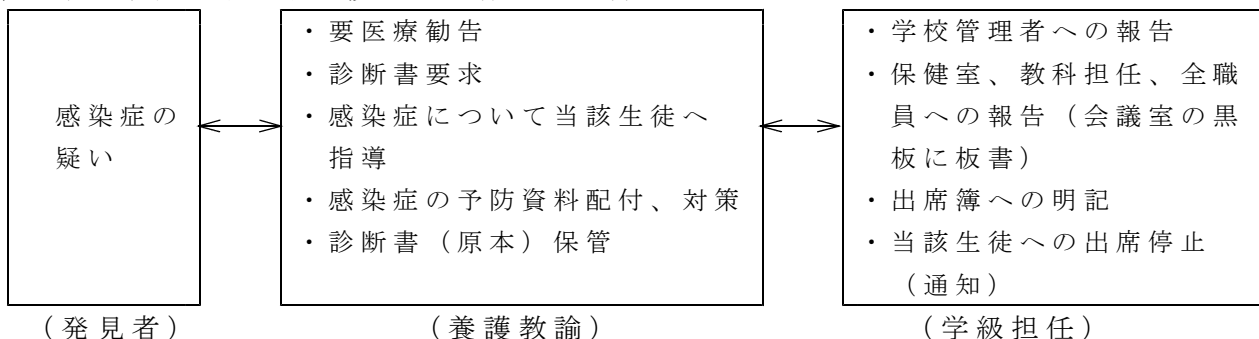 感染症の
疑い
・要医療勧告
・診断書要求
・感染症について当該生徒へ
指導
・感染症の予防資料配付、対策
・診断書（原本）保管
・学校管理者への報告
・保健室、教科担任、全職
員への報告（会議室の黒
板に板書）
・出席簿への明記
・当該生徒への出席停止
（通知）
（発見者）
（養護教諭）
（学級担任）